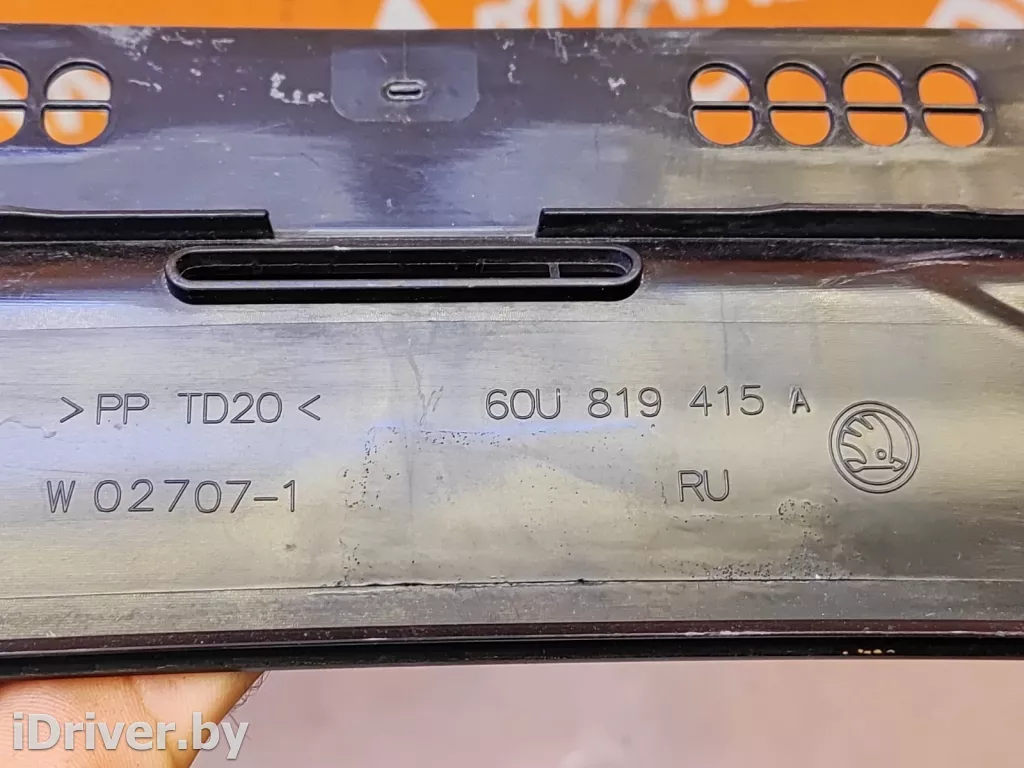 >PP TD20<
60U 819 415 A
W 02707-1
RU
iDriver.by